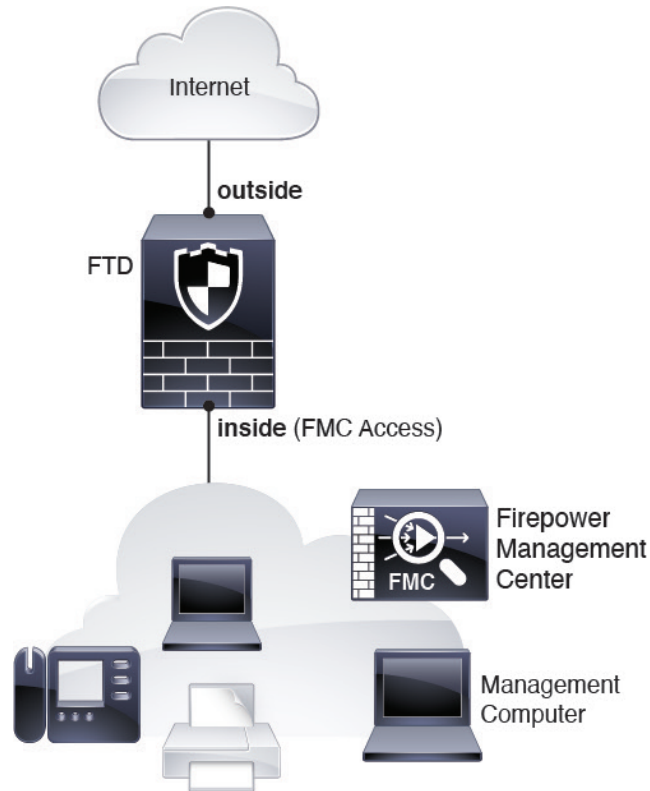 Internet
outside
FTD
inside (FMC Access)
FMC
Firepower
Management
Center
Management
Computer